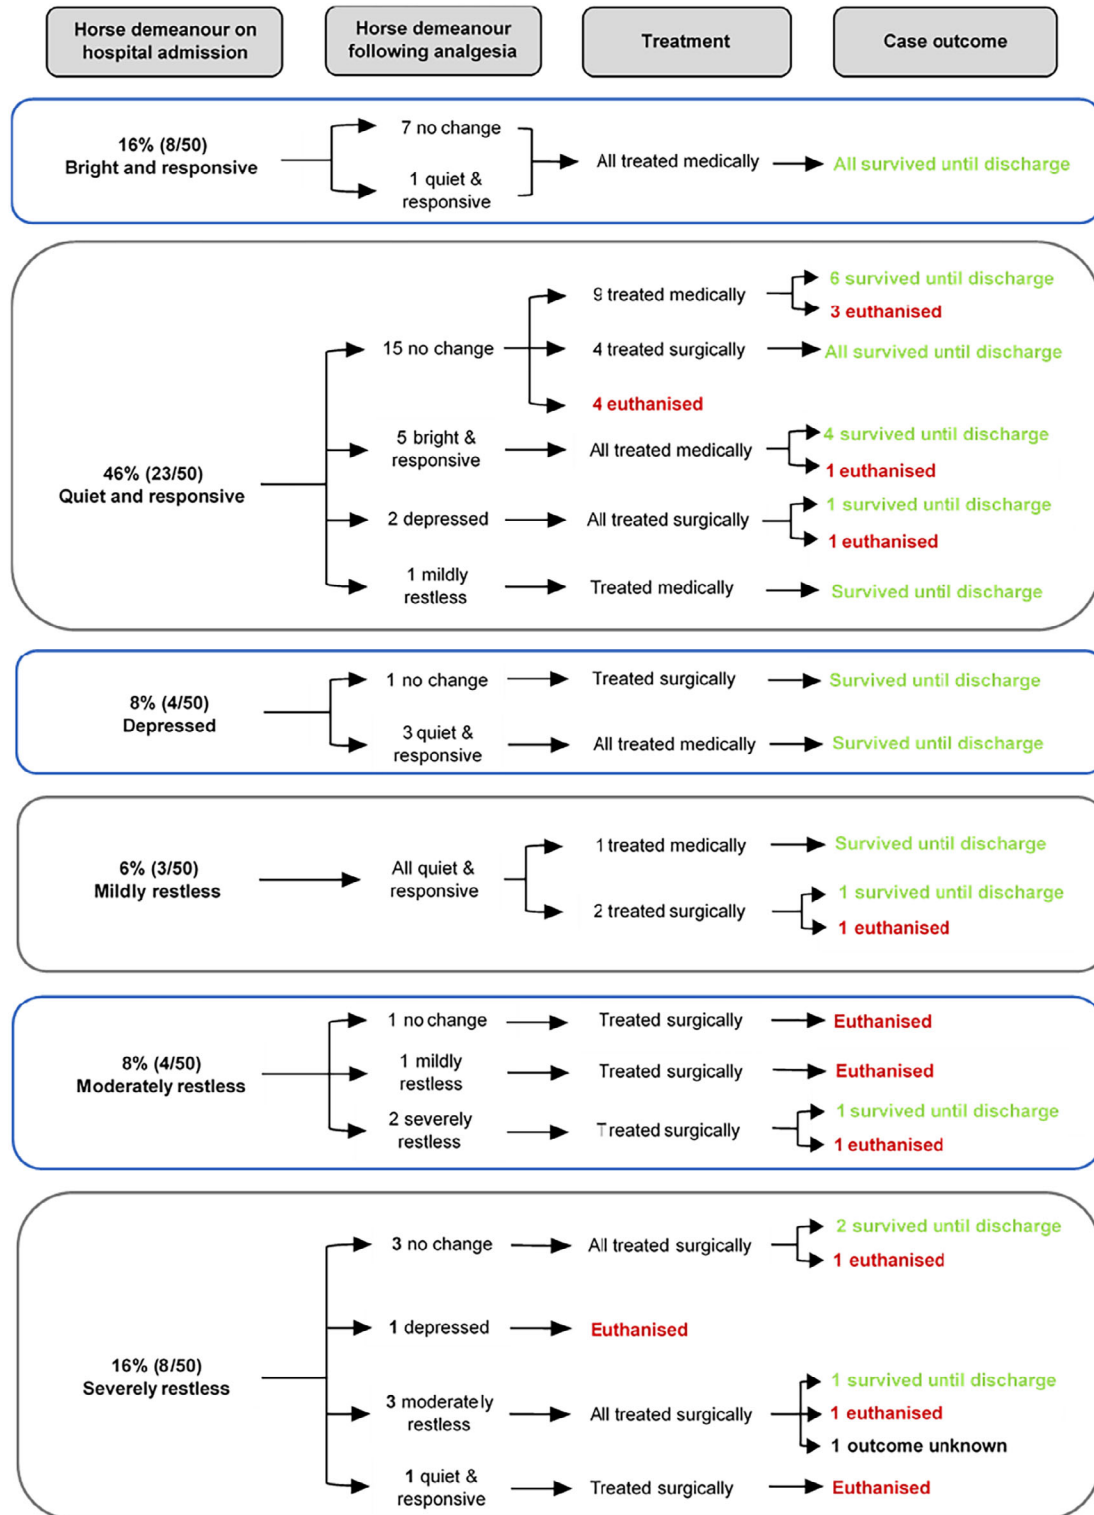 Horse demeanour on
hospital admission
Horse demeanour
following analgesia
Treatment
Case outcome
16% (8/50)
Bright and responsive
7 no change
1 quiet &
responsive
All treated medically
All survived until discharge
46% (23/50)
Quiet and responsive
15 no change
9 treated medically
6 survived until discharge
3 euthanised
4 treated surgically
All survived until discharge
4 euthanised
5 bright &
responsive
All treated medically
4 survived until discharge
1 euthanised
2 depressed
All treated surgically
1 survived until discharge
1 euthanised
1 mildly
restless
Treated medically
Survived until discharge
8% (4/50)
Depressed
1 no change
Treated surgically
Survived until discharge
3 quiet &
responsive
All treated medically
Survived until discharge
6% (3/50)
Mildly restless
All quiet &
responsive
1 treated medically
Survived until discharge
2 treated surgically
1 survived until discharge
1 euthanised
8% (4/50)
Moderately restless
1 no change
Treated surgically
Euthanised
1 mildly
restless
Treated surgically
Euthanised
2 severely
restless
Treated surgically
1 survived until discharge
1 euthanised
16% (8/50)
Severely restless
3 no change
All treated surgically
2 survived until discharge
1 euthanised
1 depressed
Euthanised
3 moderately
restless
All treated surgically
1 survived until discharge
1 euthanised
1 outcome unknown
1 quiet &
responsive
Treated surgically
Euthanised